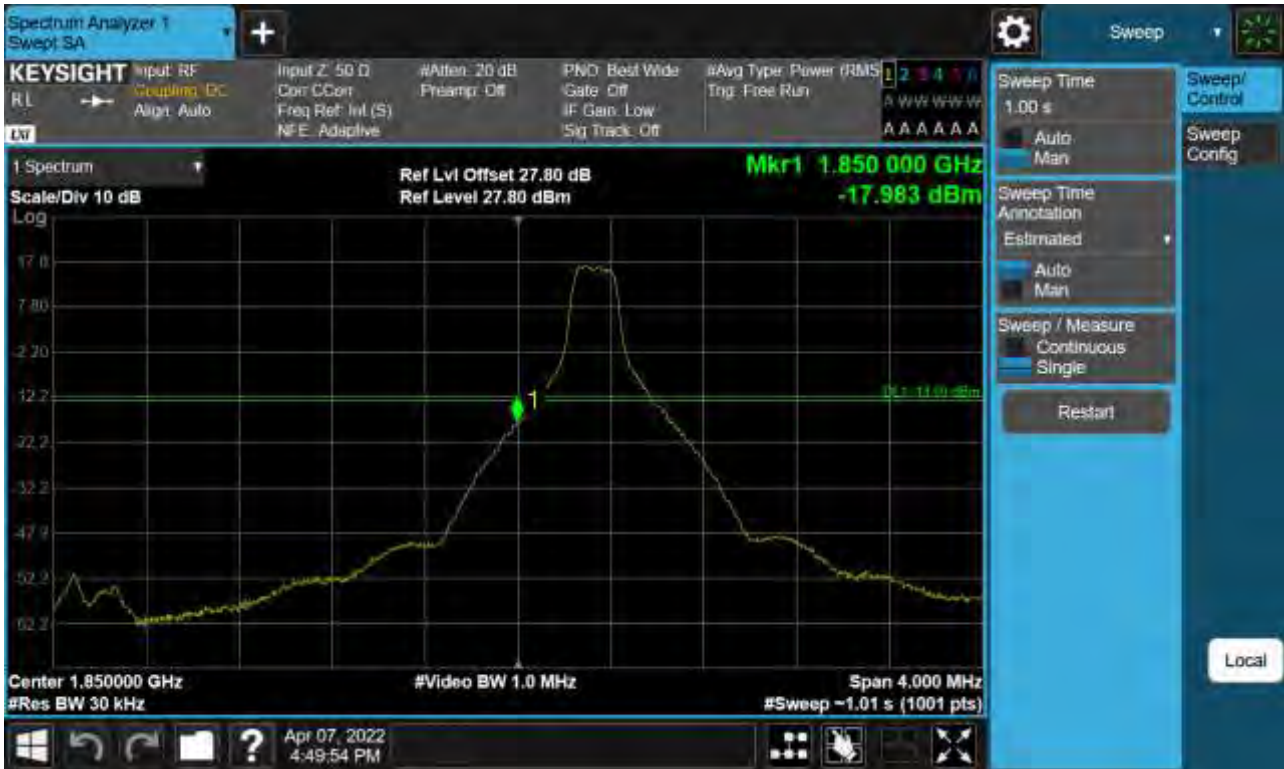 Spectrum Analyzer 1
Swept SA
+
Sweep
KEYSIGHT
RL
LXI
Input: RF
Coupling: DC
Align: Auto
Input Z: 50 Ω
Corr CCorr
Freq Ref: Int (S)
NFE: Adaptive
#Atten: 20 dB
Preamp: Off
PNO: Best Wide
Gate: Off
IF Gain: Low
Sig Track: Off
#Avg Type: Power (RMS
Trig: Free Run
1 2 3 4 5 6
A W W W W W
A A A A A A
1 Spectrum
Scale/Div 10 dB
Log
Ref Lvl Offset 27.80 dB
Ref Level 27.80 dBm
Mkr1 1.850 000 GHz
-17.983 dBm
17.8
7.80
-2.20
-12.2
-22.2
-32.2
-42.2
-52.2
-62.2
1
DL1 -13.00 dBm
Center 1.850000 GHz
#Res BW 30 kHz
#Video BW 1.0 MHz
Span 4.000 MHz
#Sweep ~1.01 s (1001 pts)
Sweep Time
1.00 s
Auto
Man
Sweep Time
Annotation
Estimated
Auto
Man
Sweep / Measure
Continuous
Single
Restart
Sweep/
Control
Sweep
Config
Local
?
Apr 07, 2022
4:49:54 PM